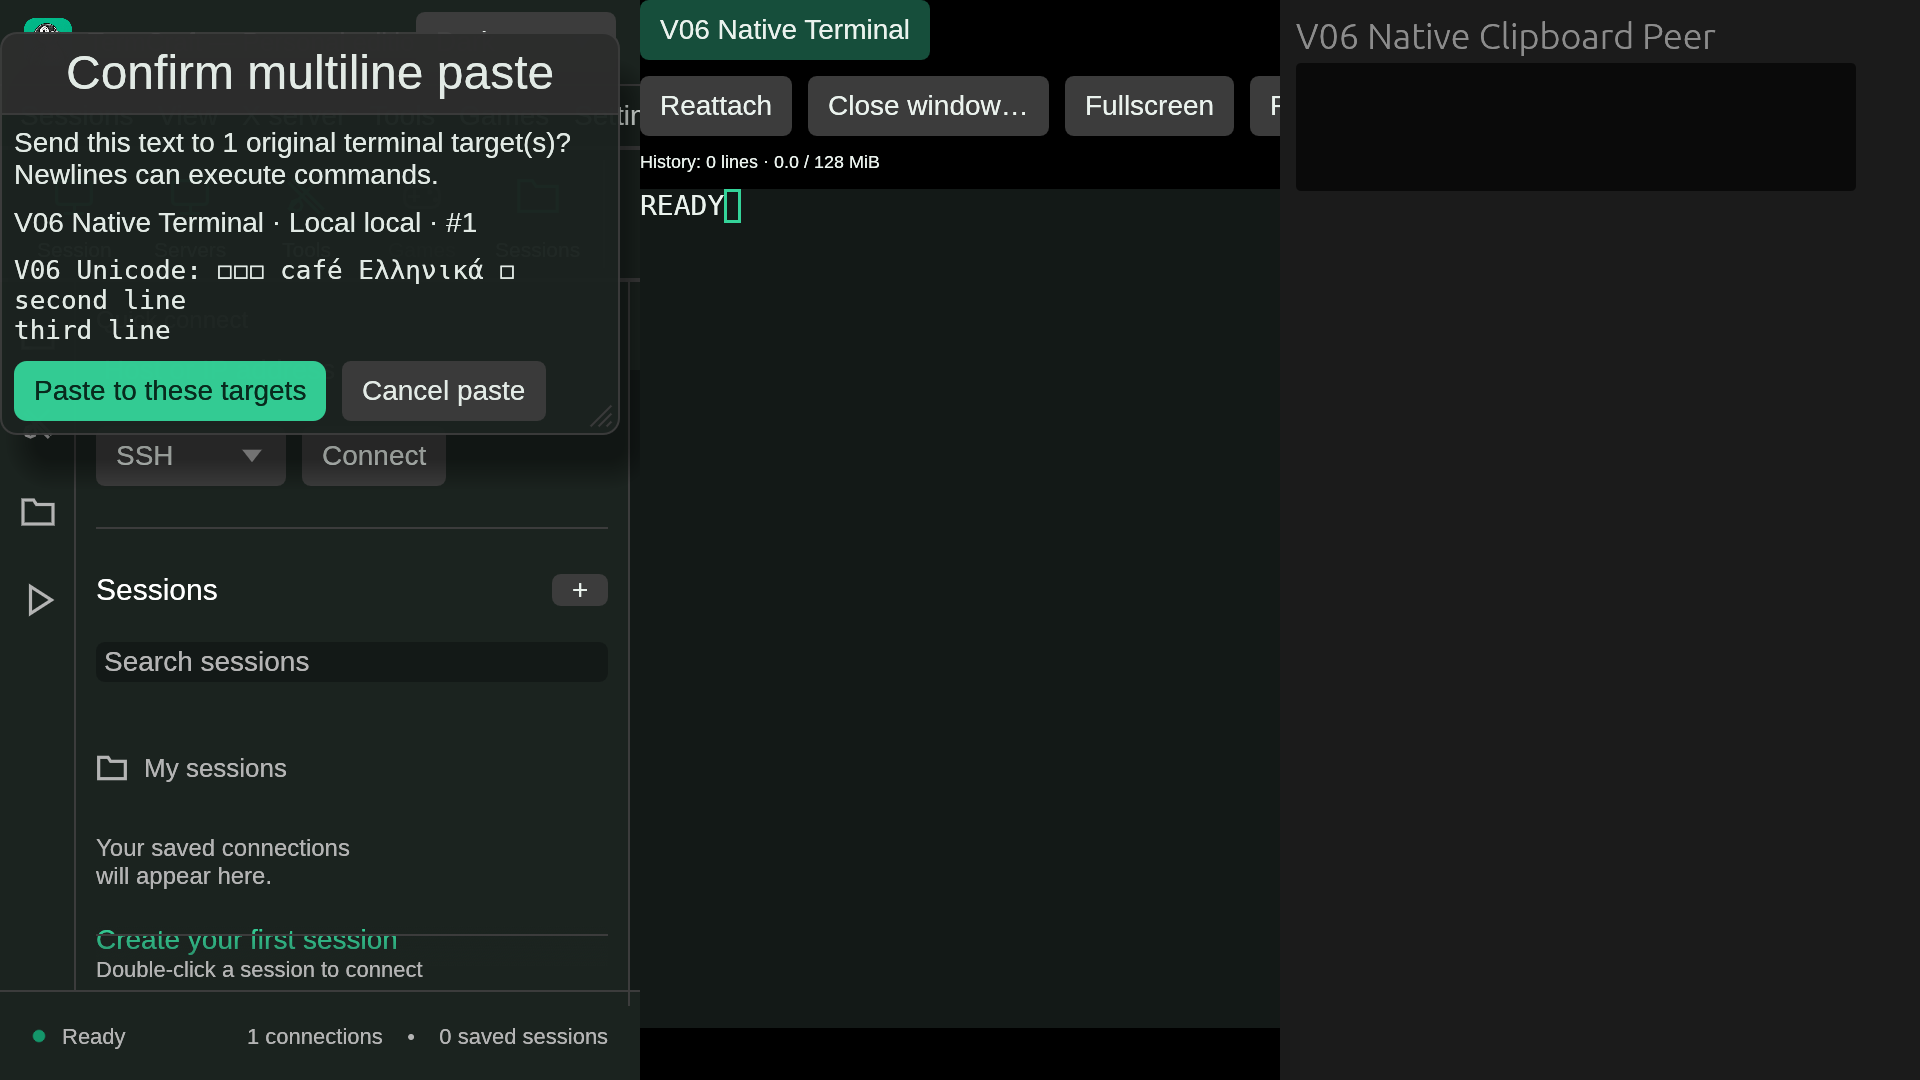 Confirm multiline paste
Send this text to 1 original terminal target(s)?
Newlines can execute commands.
V06 Native Terminal · Local local · #1
V06 Unicode: □□□ café Ελληνικά □
second line
third line
Paste to these targets
Cancel paste
SSH
Connect
Sessions
+
Search sessions
My sessions
Your saved connections
will appear here.
Create your first session
Double-click a session to connect
Ready
1 connections • 0 saved sessions
V06 Native Terminal
Reattach
Close window…
Fullscreen
History: 0 lines · 0.0 / 128 MiB
READY
V06 Native Clipboard Peer